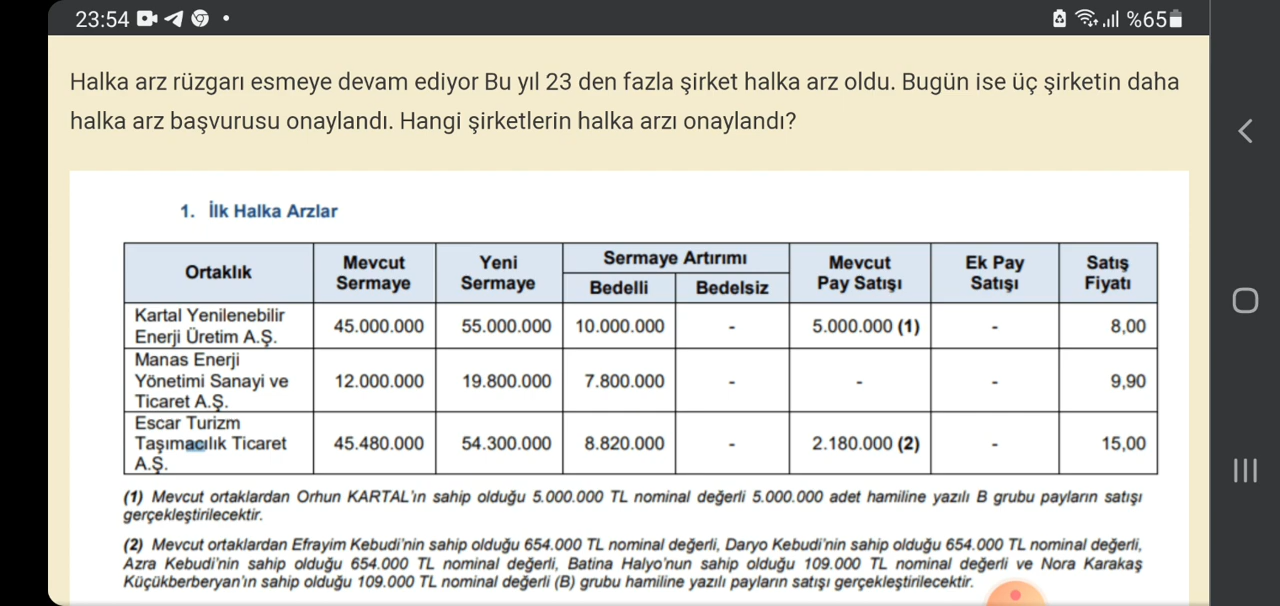 23:54 %65
Halka arz rüzgarı esmeye devam ediyor Bu yıl 23 den fazla şirket halka arz oldu. Bugün ise üç şirketin daha
halka arz başvurusu onaylandı. Hangi şirketlerin halka arzı onaylandı?
1. İlk Halka Arzlar
Ortaklık Mevcut Sermaye Yeni Sermaye Sermaye Artırımı Bedelli Bedelsiz Mevcut Pay Satışı Ek Pay Satışı Satış Fiyatı
Kartal Yenilenebilir
Enerji Üretim A.Ş. 45.000.000 55.000.000 10.000.000 - 5.000.000 (1) - 8,00
Manas Enerji
Yönetimi Sanayi ve 12.000.000 19.800.000 7.800.000 - - - 9,90
Ticaret A.Ş.
Escar Turizm
Taşımacılık Ticaret 45.480.000 54.300.000 8.820.000 - 2.180.000 (2) - 15,00
A.Ş.
(1) Mevcut ortaklardan Orhun KARTAL'ın sahip olduğu 5.000.000 TL nominal değerli 5.000.000 adet hamiline yazılı B grubu payların satışı
gerçekleştirilecektir.
(2) Mevcut ortaklardan Efrayim Kebudi'nin sahip olduğu 654.000 TL nominal değerli, Daryo Kebudi'nin sahip olduğu 654.000 TL nominal değerli,
Azra Kebudi'nin sahip olduğu 654.000 TL nominal değerli, Batina Halyo'nun sahip olduğu 109.000 TL nominal değerli ve Nora Karakaş
Küçükberberyan'ın sahip olduğu 109.000 TL nominal değerli (B) grubu hamiline yazılı payların satışı gerçekleştirilecektir.